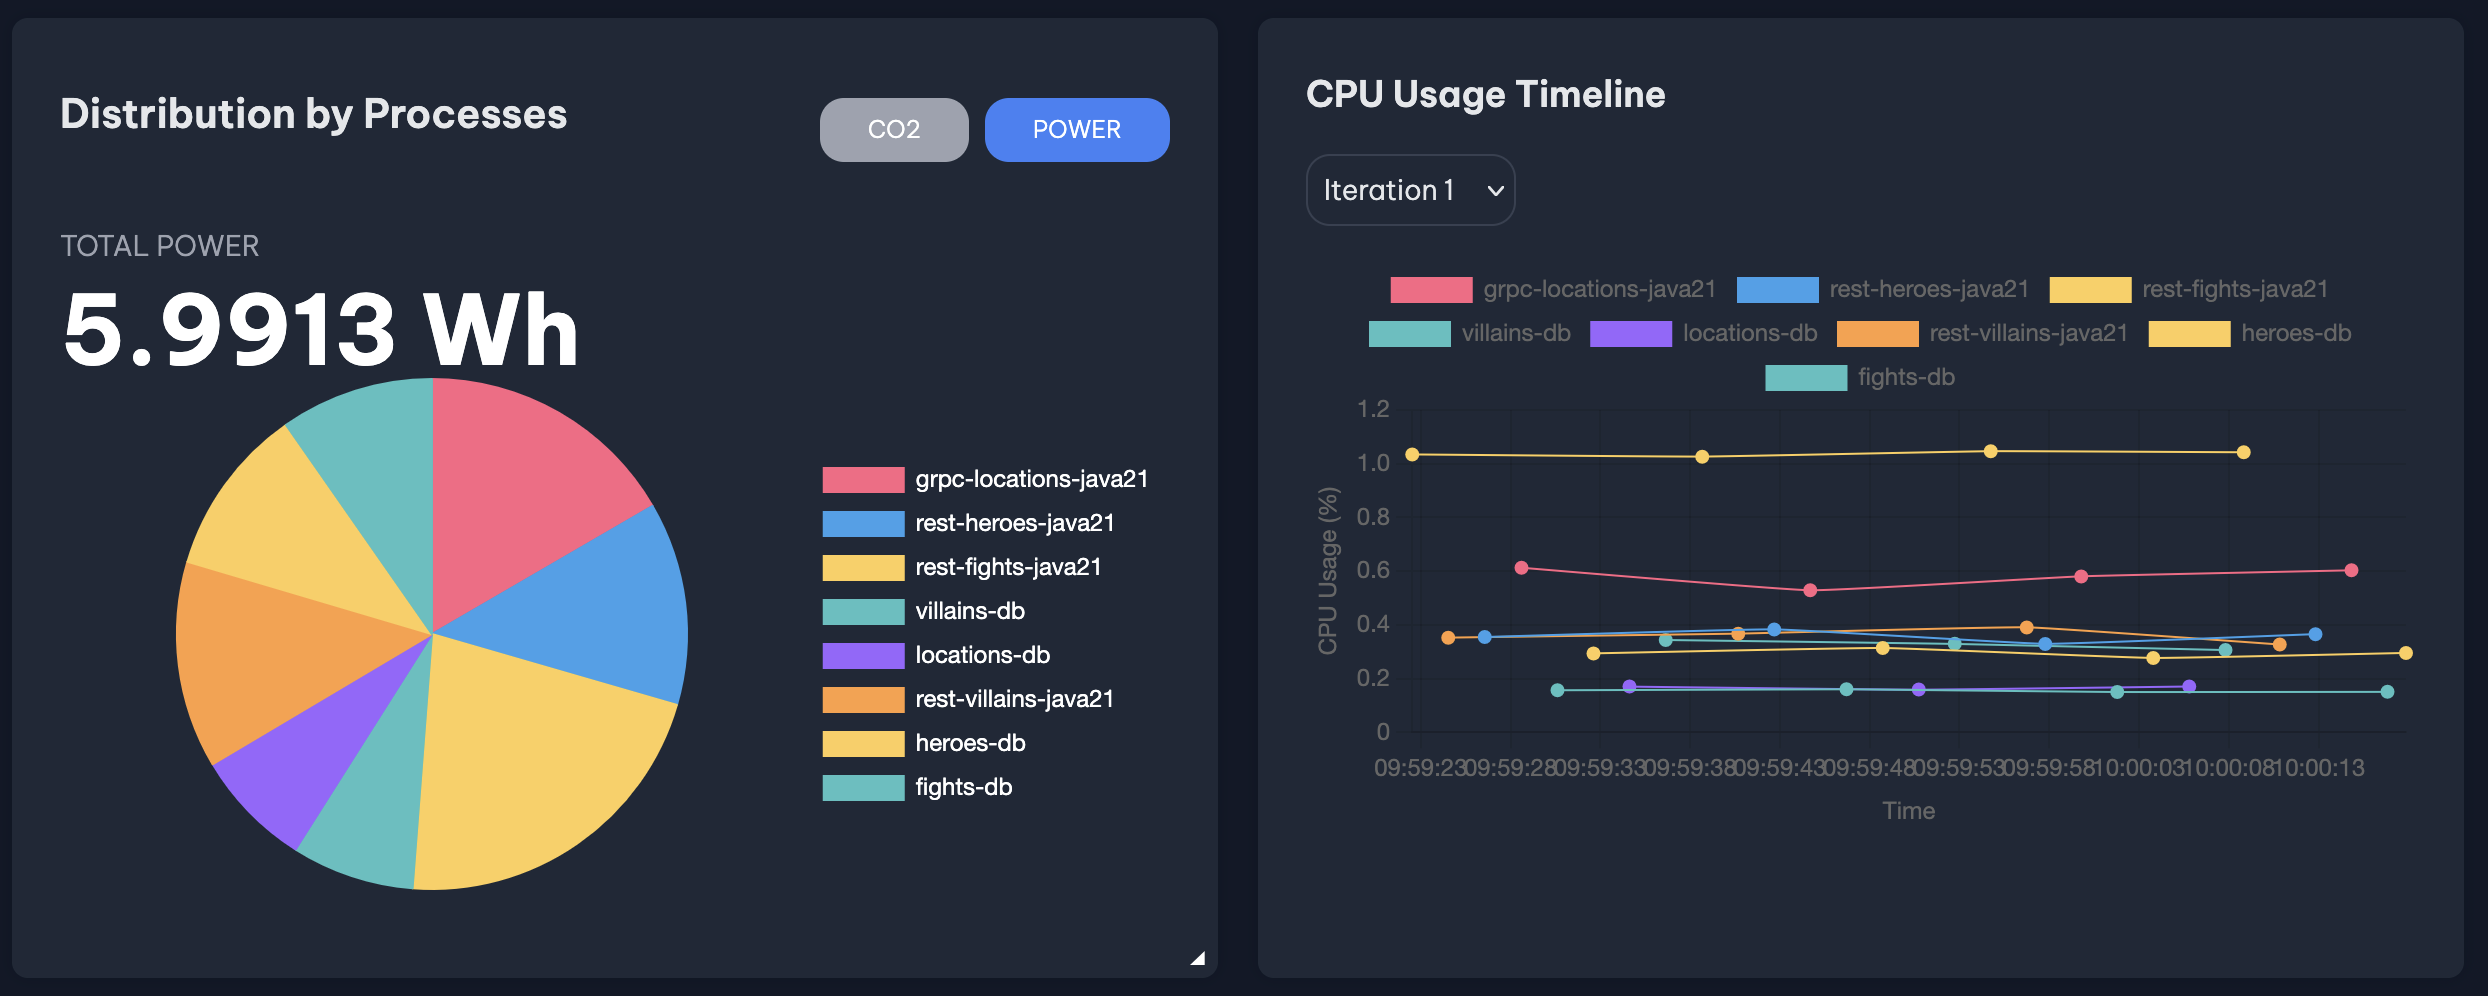 Distribution by Processes
CO2
POWER
TOTAL POWER
5.9913 Wh
grpc-locations-java21
rest-heroes-java21
rest-fights-java21
villains-db
locations-db
rest-villains-java21
heroes-db
fights-db
CPU Usage Timeline
Iteration 1
grpc-locations-java21 rest-heroes-java21 rest-fights-java21
villains-db locations-db rest-villains-java21 heroes-db
fights-db
CPU Usage (%)
1.2
1.0
0.8
0.6
0.4
0.2
0
09:59:23 09:59:28 09:59:33 09:59:38 09:59:43 09:59:48 09:59:53 09:59:58 10:00:03 10:00:08 10:00:13
Time